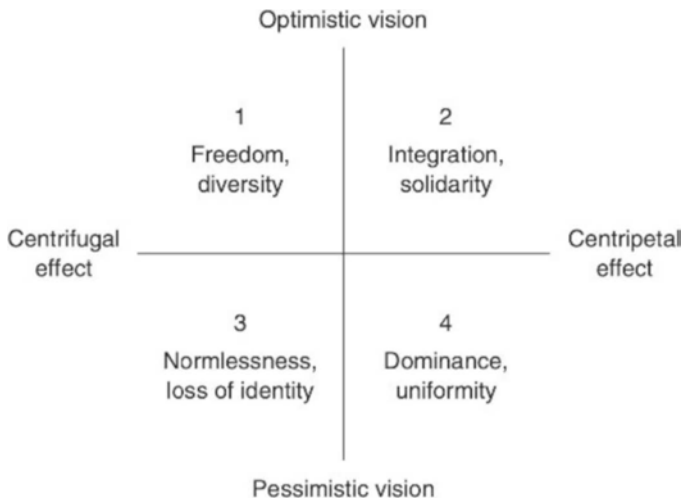 Optimistic vision
1
Freedom,
diversity
2
Integration,
solidarity
Centrifugal
effect
Centripetal
effect
3
Normlessness,
loss of identity
4
Dominance,
uniformity
Pessimistic vision